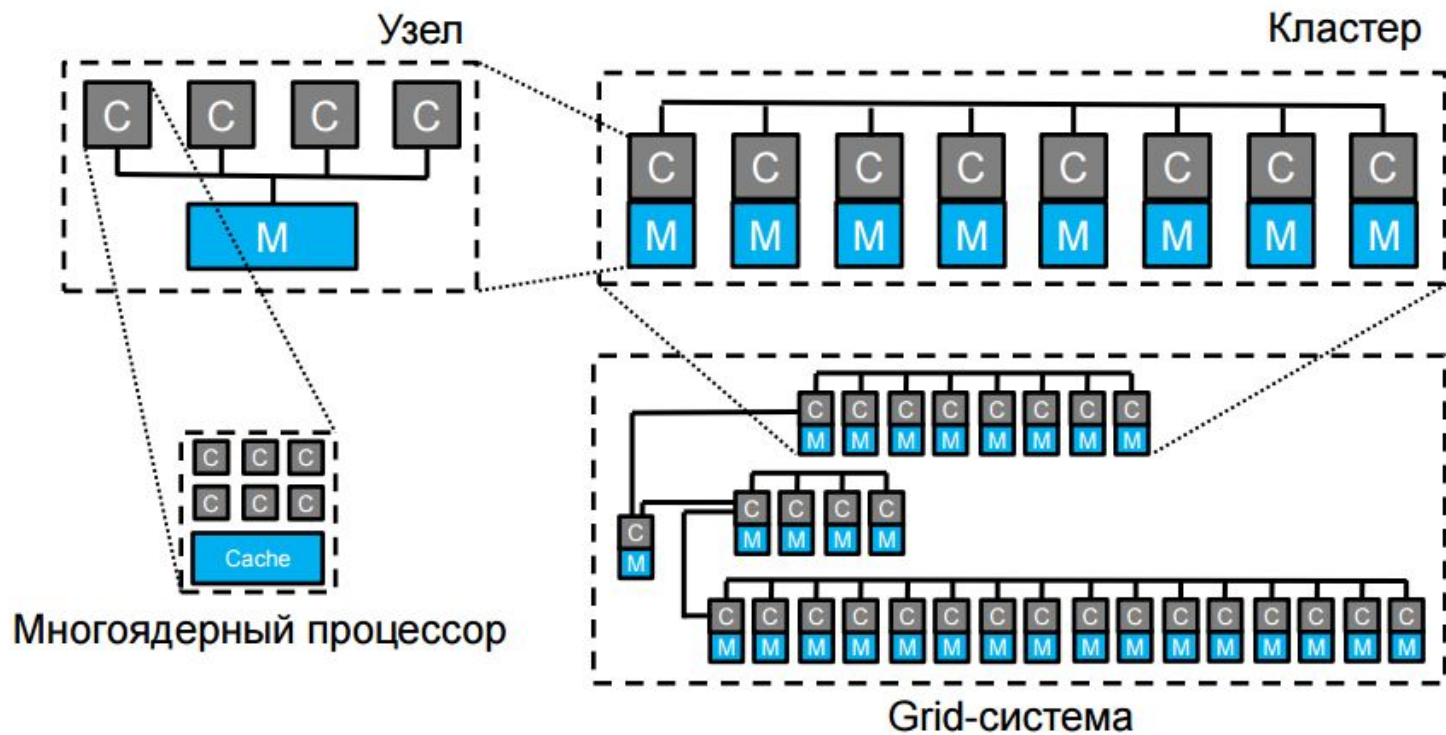 Узел
Кластер
C C C C
M
C C C C C C C C
M M M M M M M M
C C C C C C C C
M M M M M M M M
C C C
C C C
Cache
C C C C
M M M M
C
M
C C C C C C C C C C C C C C C C
M M M M M M M M M M M M M M M M
Многоядерный процессор
Grid-система